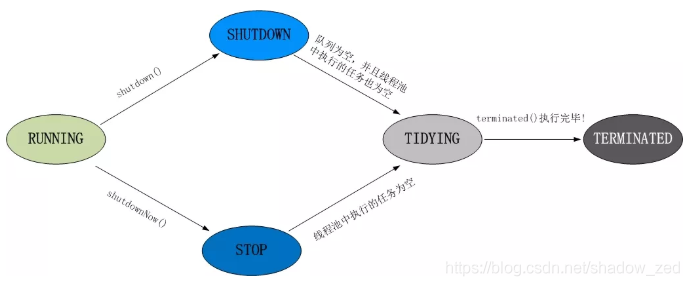 SHUTDOWN
队列为空，并且线程池
中执行的任务也为空
shutdown()
RUNNING
TIDYING
terminated()执行完毕!
TERMINATED
shutdownNow()
线程池中执行的任务为空
STOP
https://blog.csdn.net/shadow_zed